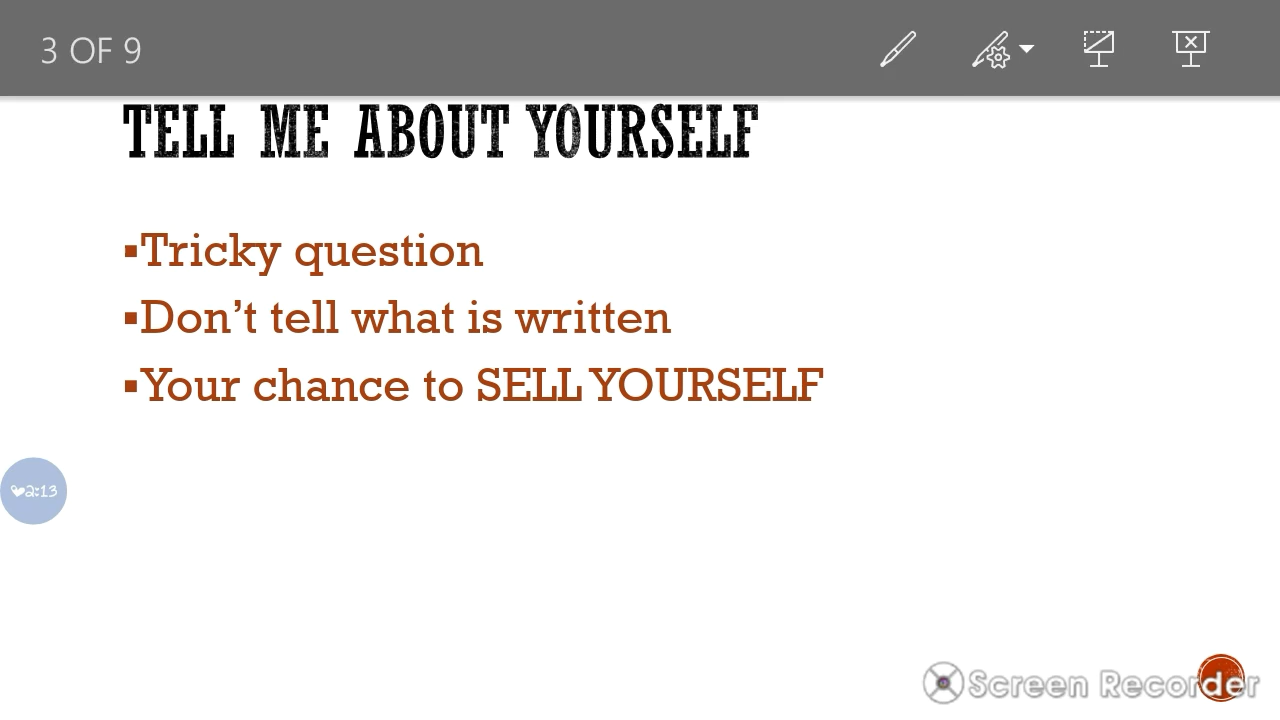 3 OF 9
TELL ME ABOUT YOURSELF
▪Tricky question
▪Don’t tell what is written
▪Your chance to SELL YOURSELF
❤2:13
Screen Recorder